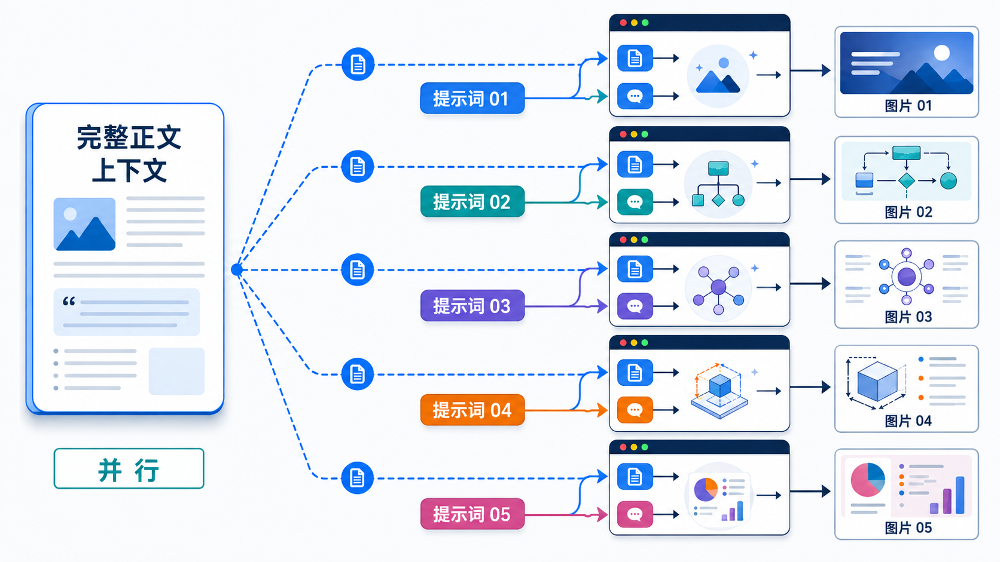 完整正文
上下文
并行
提示词 01
图片 01
提示词 02
图片 02
提示词 03
图片 03
提示词 04
图片 04
提示词 05
图片 05